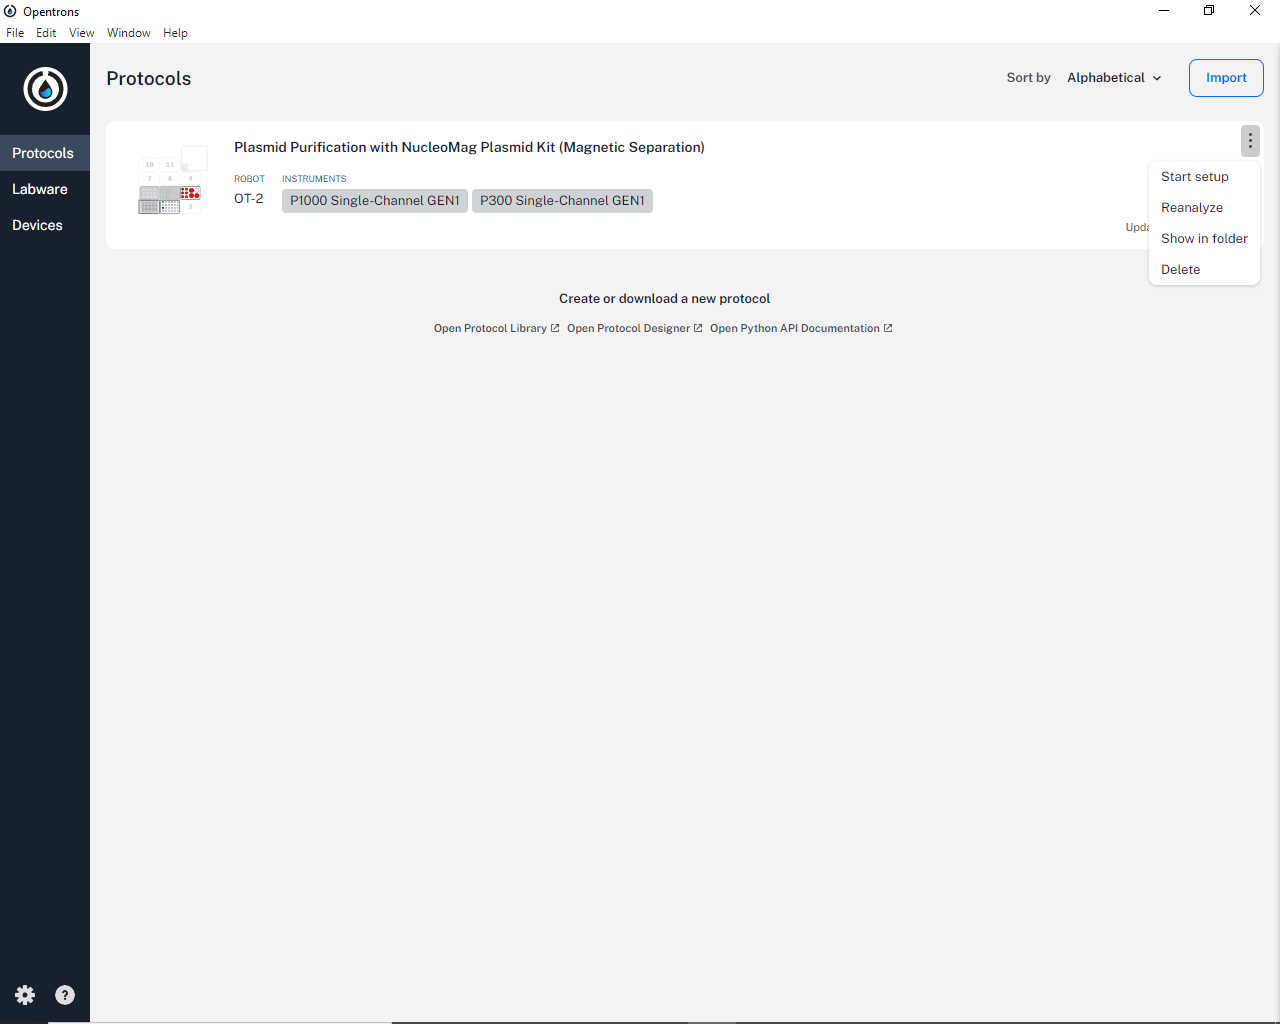 Opentrons
File Edit View Window Help
Protocols
Sort by Alphabetical
Import
Protocols
Labware
Devices
Plasmid Purification with NucleoMag Plasmid Kit (Magnetic Separation)
10 11
7 8 9
3
ROBOT INSTRUMENTS
OT-2 P1000 Single-Channel GEN1 P300 Single-Channel GEN1
Upda
Start setup
Reanalyze
Show in folder
Delete
Create or download a new protocol
Open Protocol Library Open Protocol Designer Open Python API Documentation
?